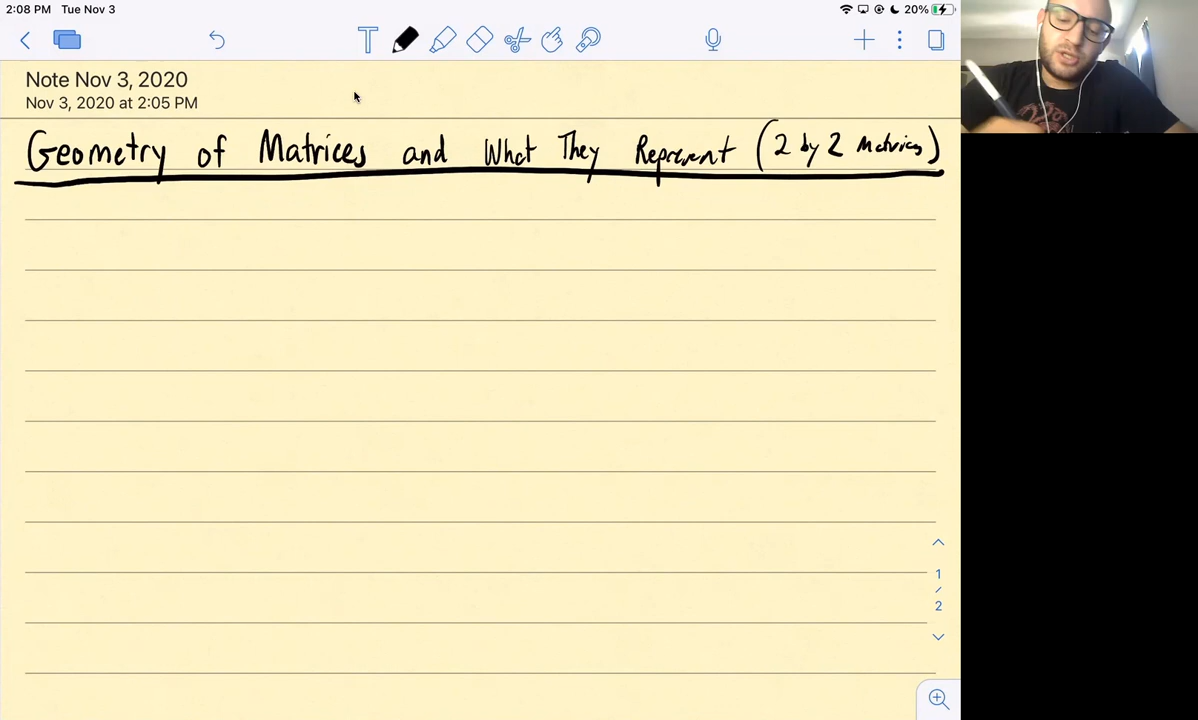 2:08 PM Tue Nov 3 20%
T
Note Nov 3, 2020
Nov 3, 2020 at 2:05 PM
Geometry of Matrices and What They Represent (2 by 2 Matrices)
1
/
2